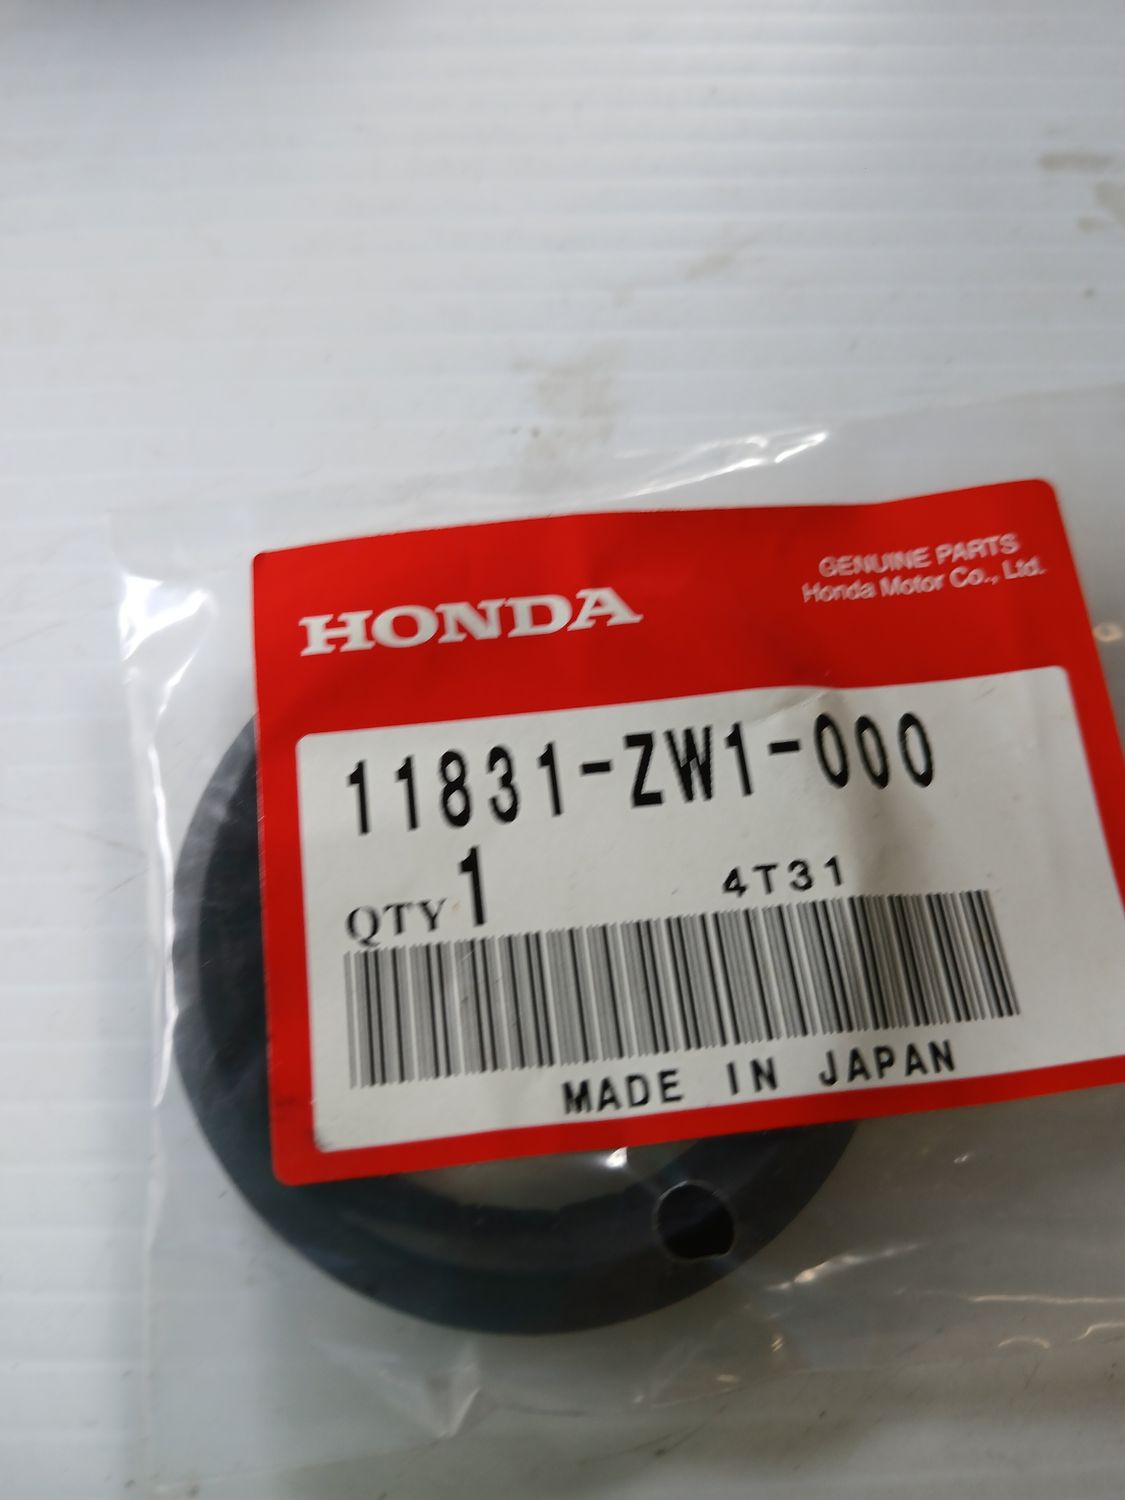 HONDA
GENUINE PARTS
Honda Motor Co., Ltd.
11831-ZW1-000
QTY 1
4T31
MADE IN JAPAN